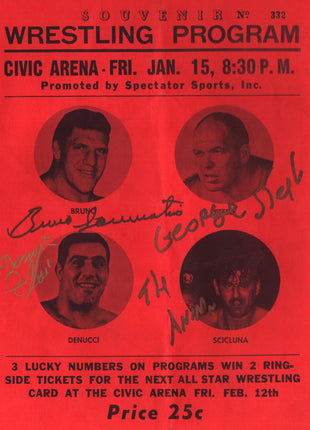 SOUVENIR No 332
WRESTLING PROGRAM
CIVIC ARENA - FRI. JAN. 15, 8:30 P.M.
Promoted by Spectator Sports, Inc.
BRUNO
Bruno Sammartino
George Steele
The
DENUCCI
Animal
SCICLUNA
3 LUCKY NUMBERS ON PROGRAMS WIN 2 RING-
SIDE TICKETS FOR THE NEXT ALL STAR WRESTLING
CARD AT THE CIVIC ARENA FRI. FEB. 12th
Price 25c